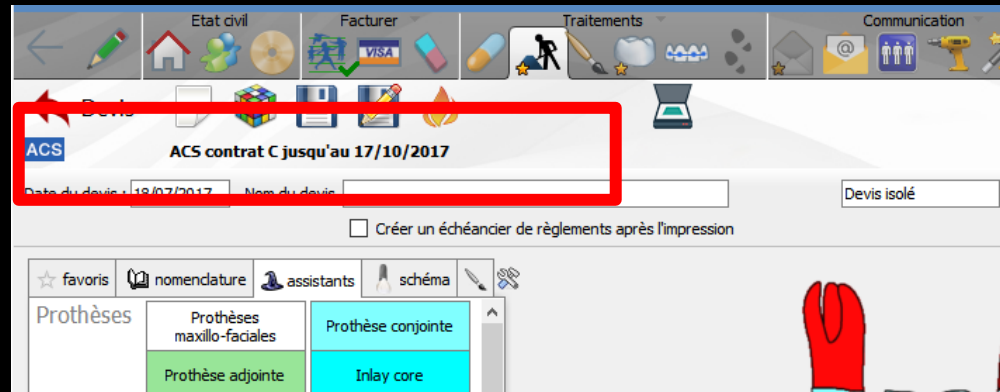 Etat civil Facturer Traitements Communication
VISA @
Devis
ACS ACS contrat C jusqu'au 17/10/2017
Date du devis : 18/07/2017 Nom du devis Devis isolé
Créer un échéancier de règlements après l'impression
favoris nomenclature assistants schéma
Prothèses Prothèses maxillo-faciales Prothèse conjointe
Prothèse adjointe Inlay core